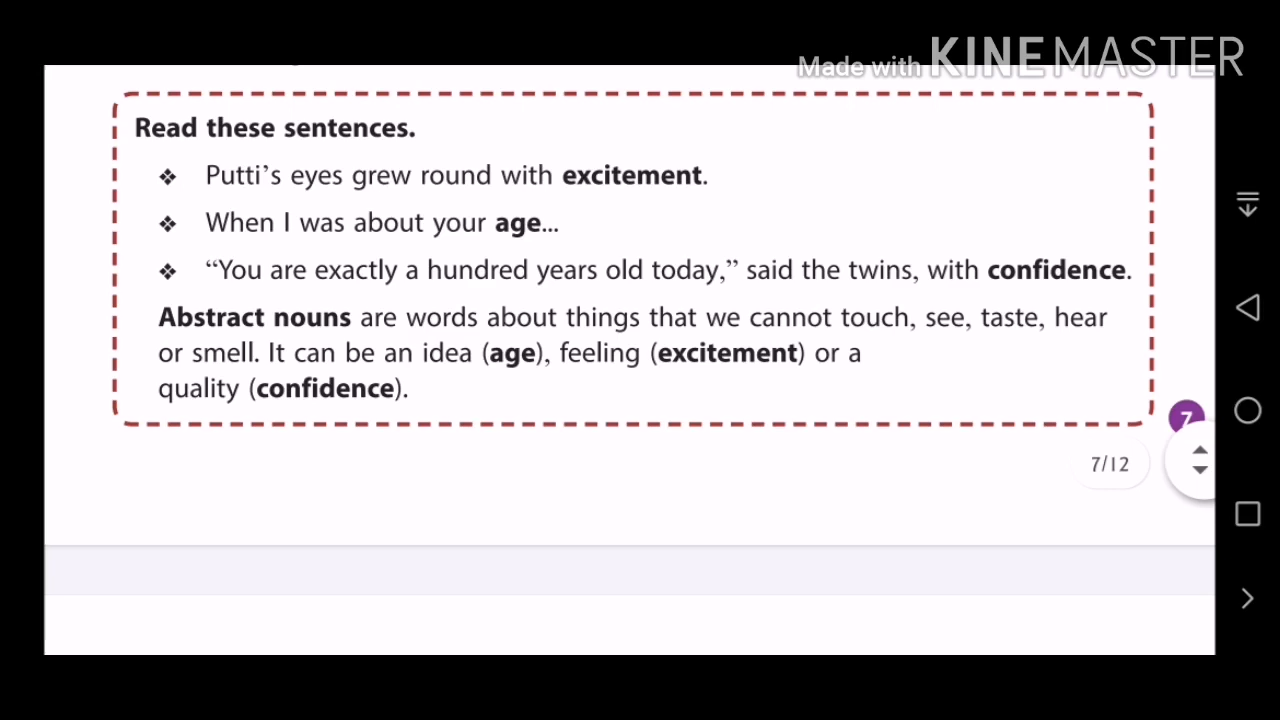 Made with KINEMASTER
Read these sentences.
❖ Putti’s eyes grew round with excitement.
❖ When I was about your age...
❖ “You are exactly a hundred years old today,” said the twins, with confidence.
Abstract nouns are words about things that we cannot touch, see, taste, hear
or smell. It can be an idea (age), feeling (excitement) or a
quality (confidence).
7
7/12